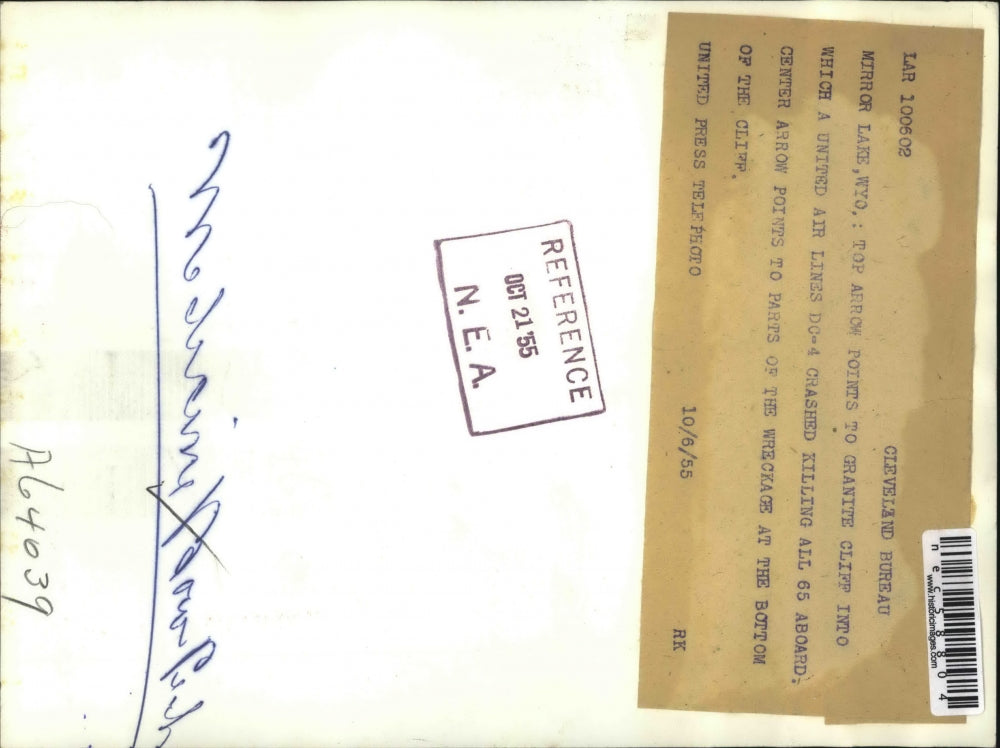 LAR 100602
CLEVELAND BUREAU
MIRROR LAKE,WYO.: TOP ARROW POINTS TO GRANITE CLIFF INTO
WHICH A UNITED AIR LINES DC-4 CRASHED KILLING ALL 65 ABOARD.
CENTER ARROW POINTS TO PARTS OF THE WRECKAGE AT THE BOTTOM
OF THE CLIFF.
UNITED PRESS TELEPHOTO 10/6/55 RK
nec58804
www.historicimages.com
REFERENCE
OCT 21 '55
N. E. A.
A64039